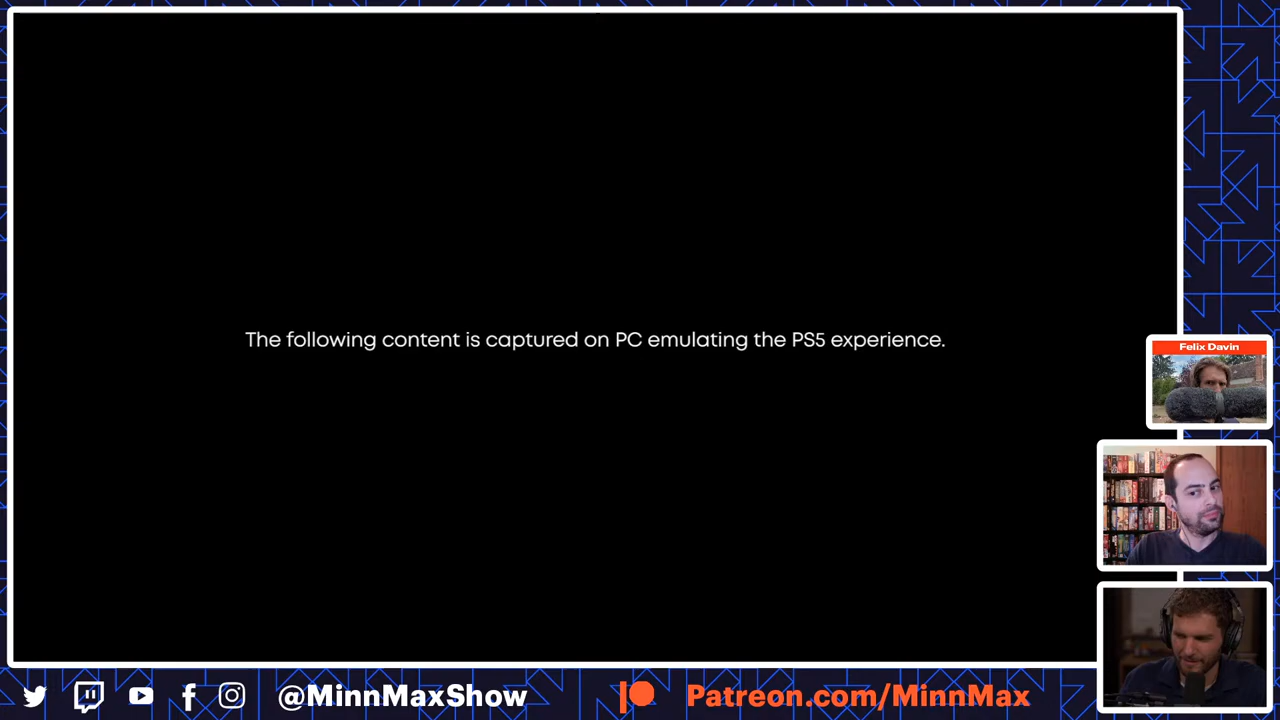 The following content is captured on PC emulating the PS5 experience.
Felix Davin
@MinnMaxShow
Patreon.com/MinnMax